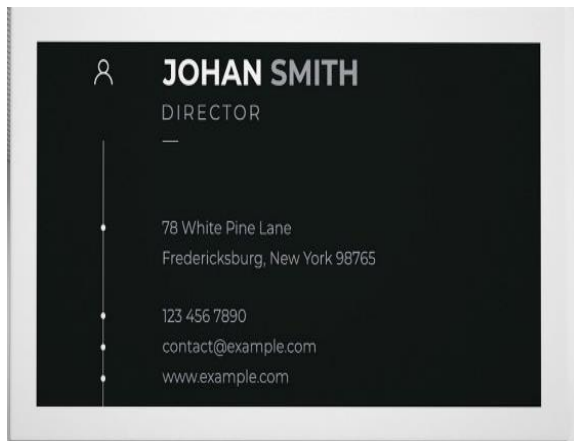 JOHAN SMITH
DIRECTOR
78 White Pine Lane
Fredericksburg, New York 98765
123 456 7890
contact@example.com
www.example.com